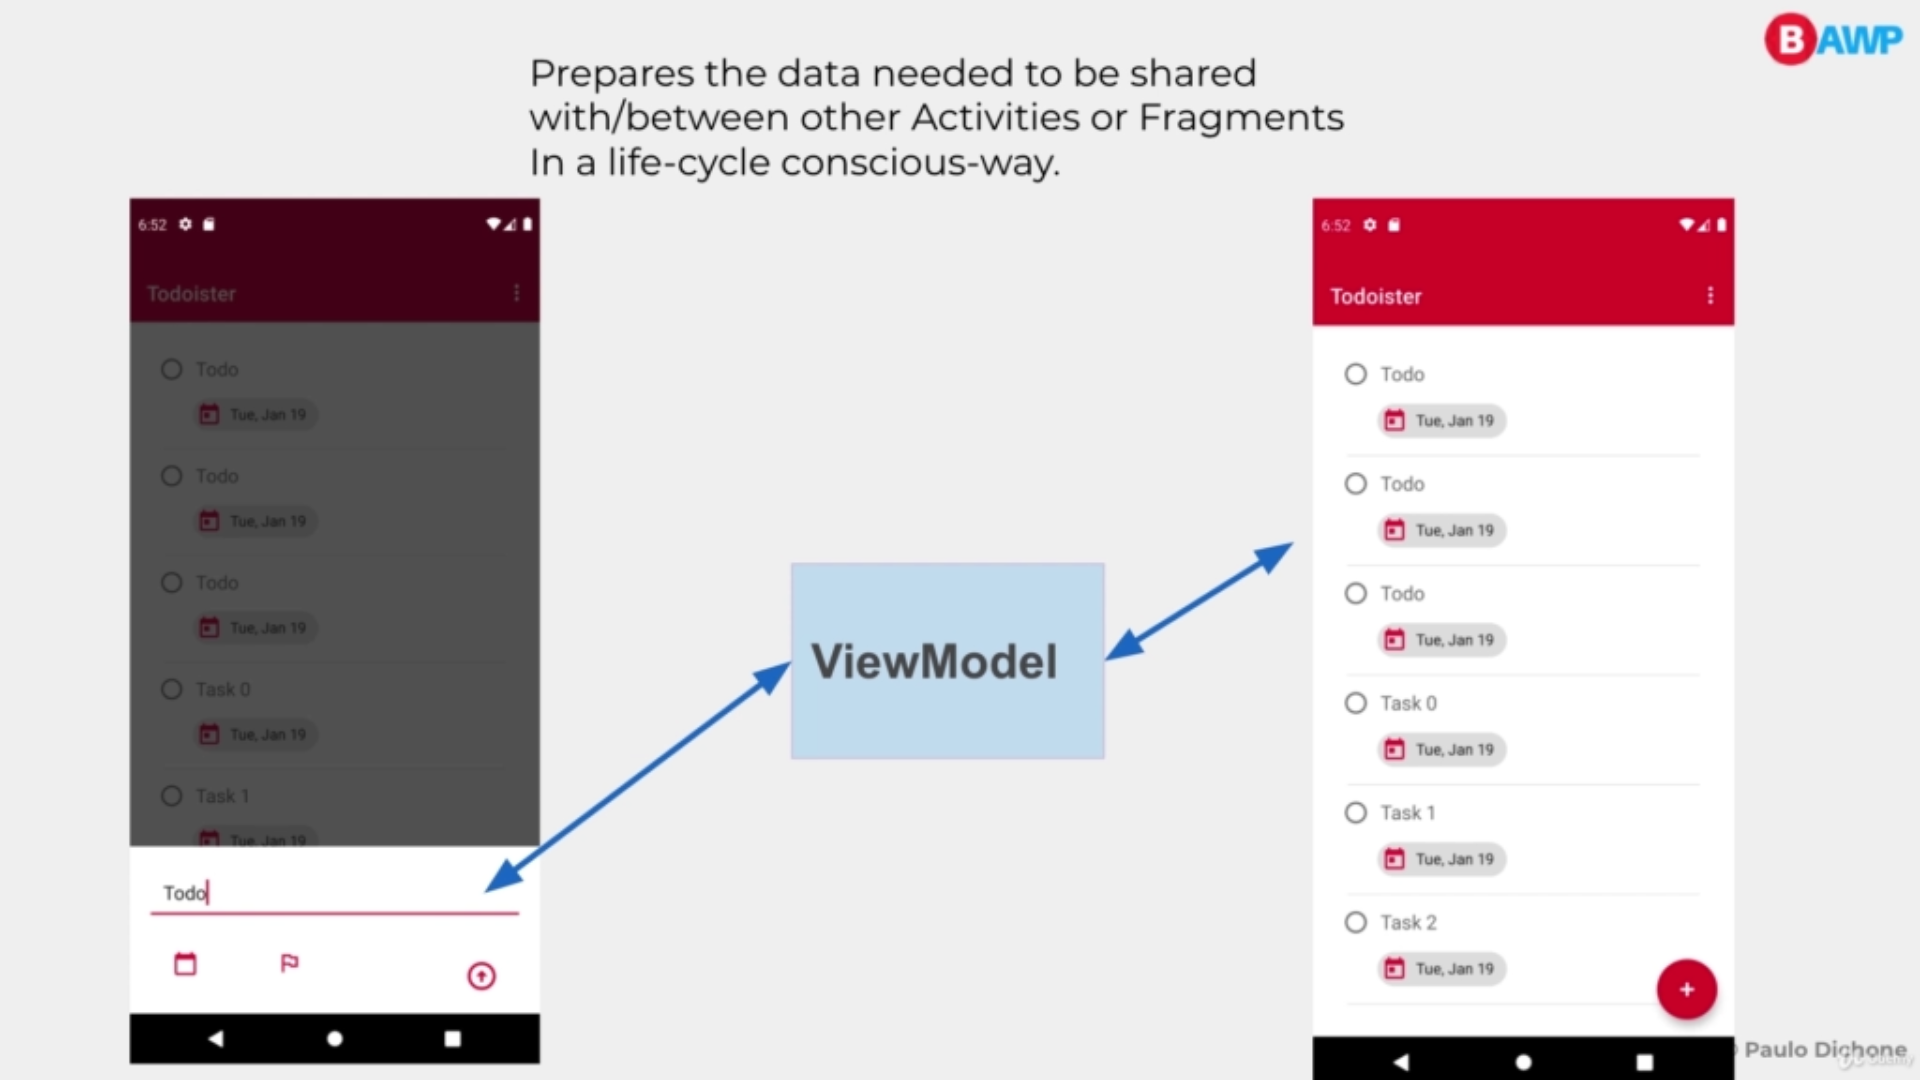 BAWP
Prepares the data needed to be shared
with/between other Activities or Fragments
In a life-cycle conscious-way.
6:52
Todoister
Todo
Tue, Jan 19
Todo
Tue, Jan 19
Todo
Tue, Jan 19
Task 0
Tue, Jan 19
Task 1
Tue, Jan 19
Todo
ViewModel
6:52
Todoister
Todo
Tue, Jan 19
Todo
Tue, Jan 19
Todo
Tue, Jan 19
Task 0
Tue, Jan 19
Task 1
Tue, Jan 19
Task 2
Tue, Jan 19
+
Paulo Dichone
Udemy